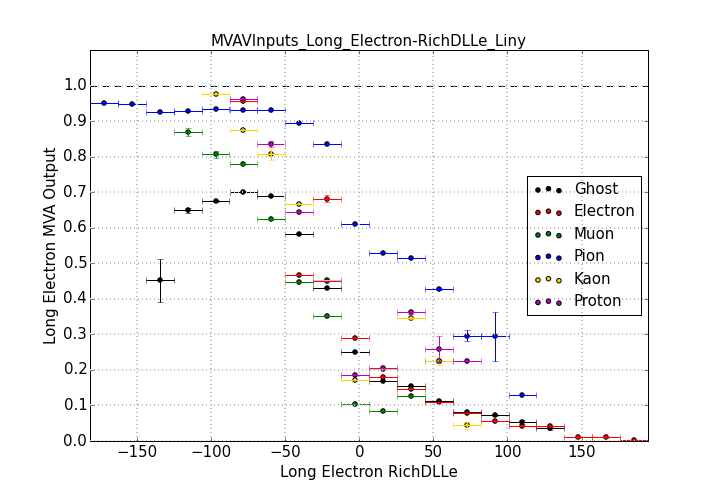 MVAVInputs_Long_Electron-RichDLLe_Liny
Long Electron MVA Output
1.0
0.9
0.8
0.7
0.6
0.5
0.4
0.3
0.2
0.1
0.0
Ghost
Electron
Muon
Pion
Kaon
Proton
−150 −100 −50 0 50 100 150
Long Electron RichDLLe